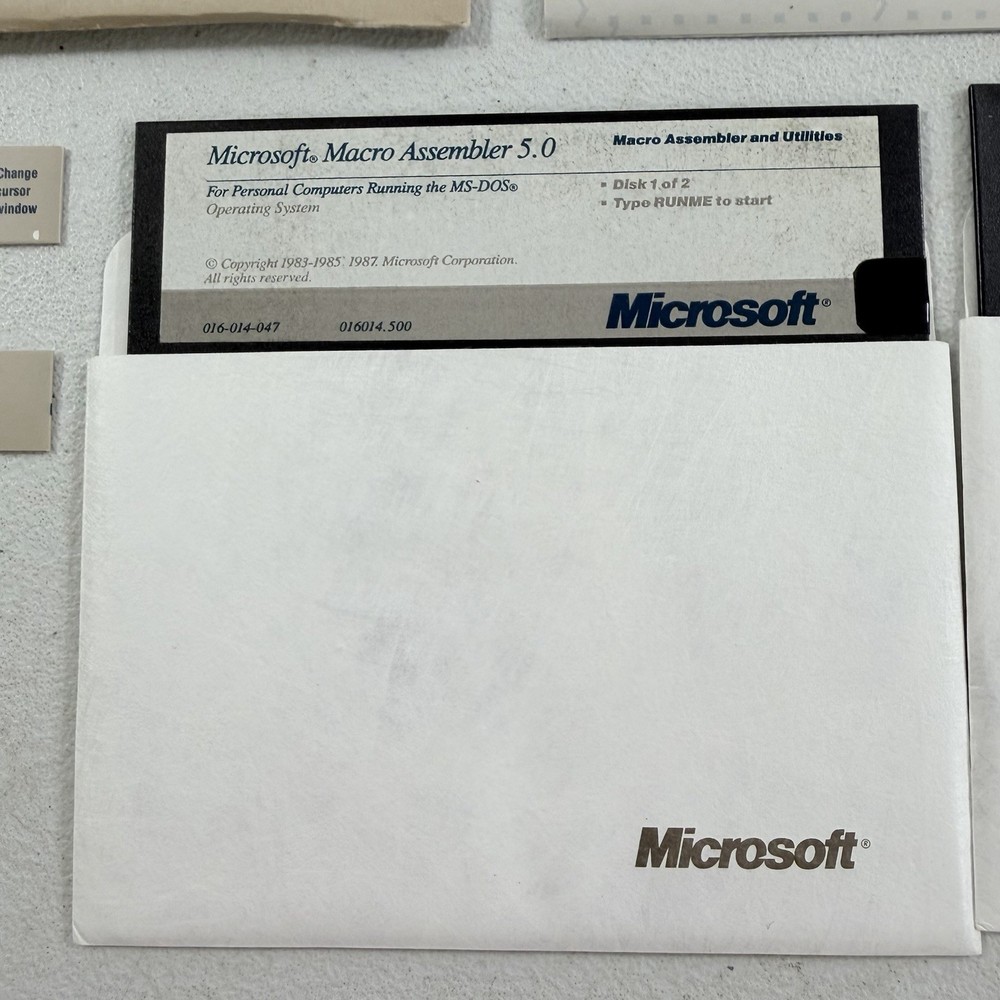 Change
cursor
window
Microsoft® Macro Assembler 5.0
Macro Assembler and Utilities
For Personal Computers Running the MS-DOS®
Operating System
▪ Disk 1 of 2
▪ Type RUNME to start
© Copyright 1983-1985, 1987. Microsoft Corporation.
All rights reserved.
016-014-047 016014.500
Microsoft®
Microsoft®